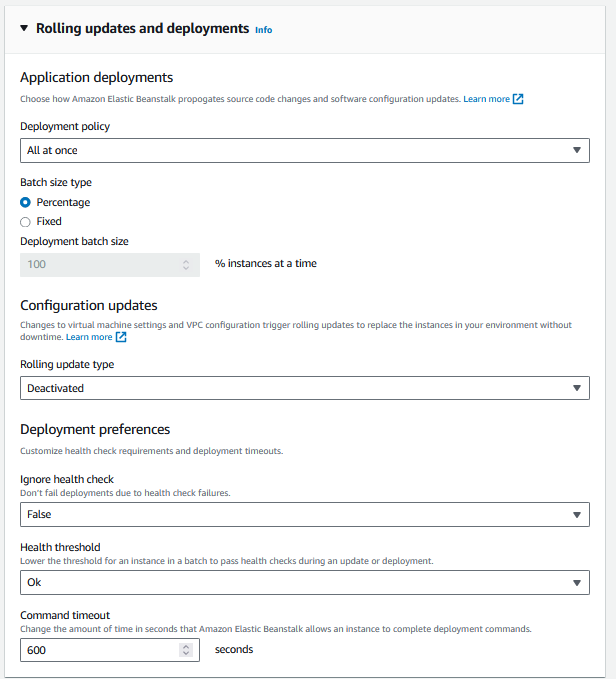 Rolling updates and deployments Info
Application deployments
Choose how Amazon Elastic Beanstalk propogates source code changes and software configuration updates. Learn more
Deployment policy
All at once
Batch size type
Percentage
Fixed
Deployment batch size
100 % instances at a time
Configuration updates
Changes to virtual machine settings and VPC configuration trigger rolling updates to replace the instances in your environment without
downtime. Learn more
Rolling update type
Deactivated
Deployment preferences
Customize health check requirements and deployment timeouts.
Ignore health check
Don't fail deployments due to health check failures.
False
Health threshold
Lower the threshold for an instance in a batch to pass health checks during an update or deployment.
Ok
Command timeout
Change the amount of time in seconds that Amazon Elastic Beanstalk allows an instance to complete deployment commands.
600 seconds